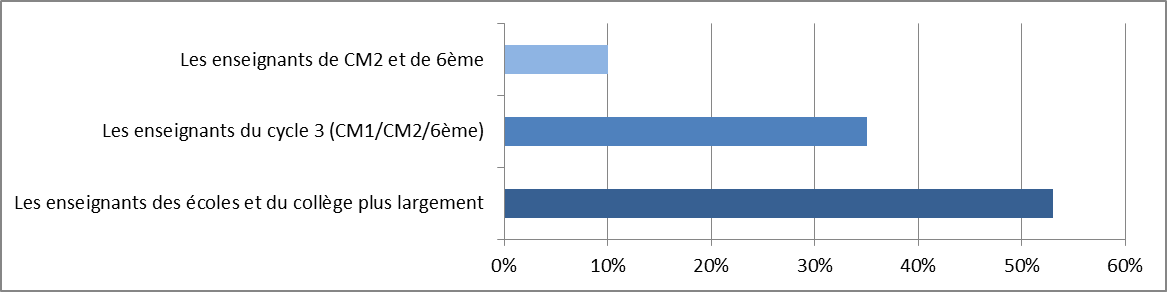 Les enseignants de CM2 et de 6ème
Les enseignants du cycle 3 (CM1/CM2/6ème)
Les enseignants des écoles et du collège plus largement
0% 10% 20% 30% 40% 50% 60%